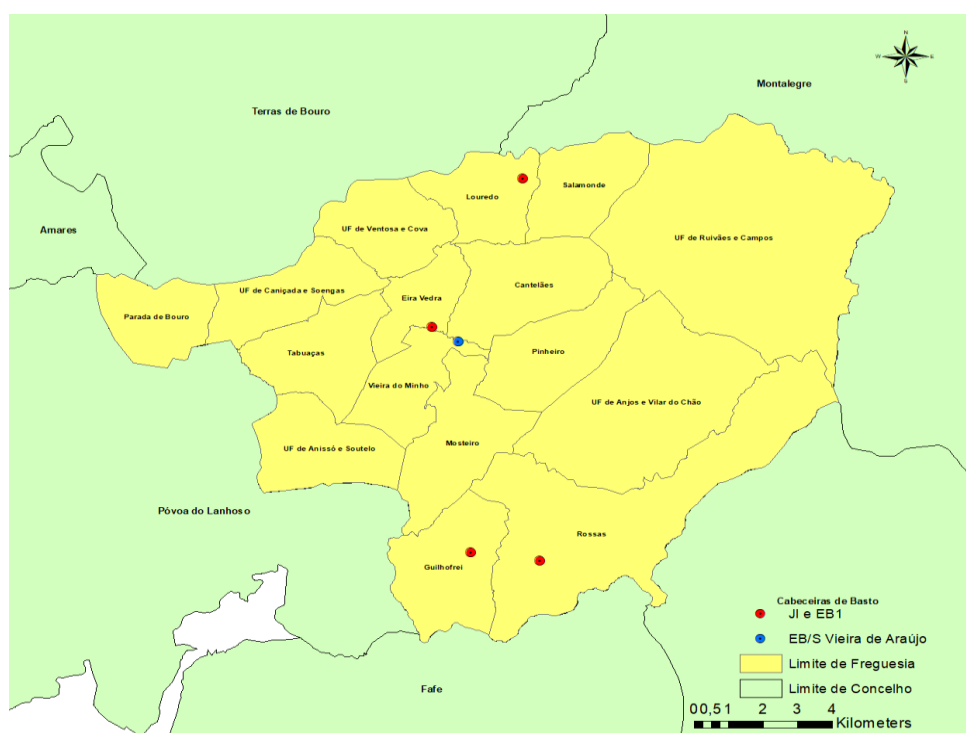 N
W
E
S
Montalegre
Terras de Bouro
Salamonde
Louredo
Amares
UF de Ventosa e Cova
UF de Ruivães e Campos
Cantelães
UF de Caniçada e Soengas
Eira Vedra
Parada de Bouro
Tabuaças
Pinheiro
Vieira do Minho
UF de Anjos e Vilar do Chão
Mosteiro
UF de Anissó e Soutelo
Póvoa do Lanhoso
Rossas
Guilhofrei
Cabeceiras de Basto
JI e EB1
EB/S Vieira de Araújo
Limite de Freguesia
Fafe
Limite de Concelho
0 0,5 1 2 3 4
Kilometers